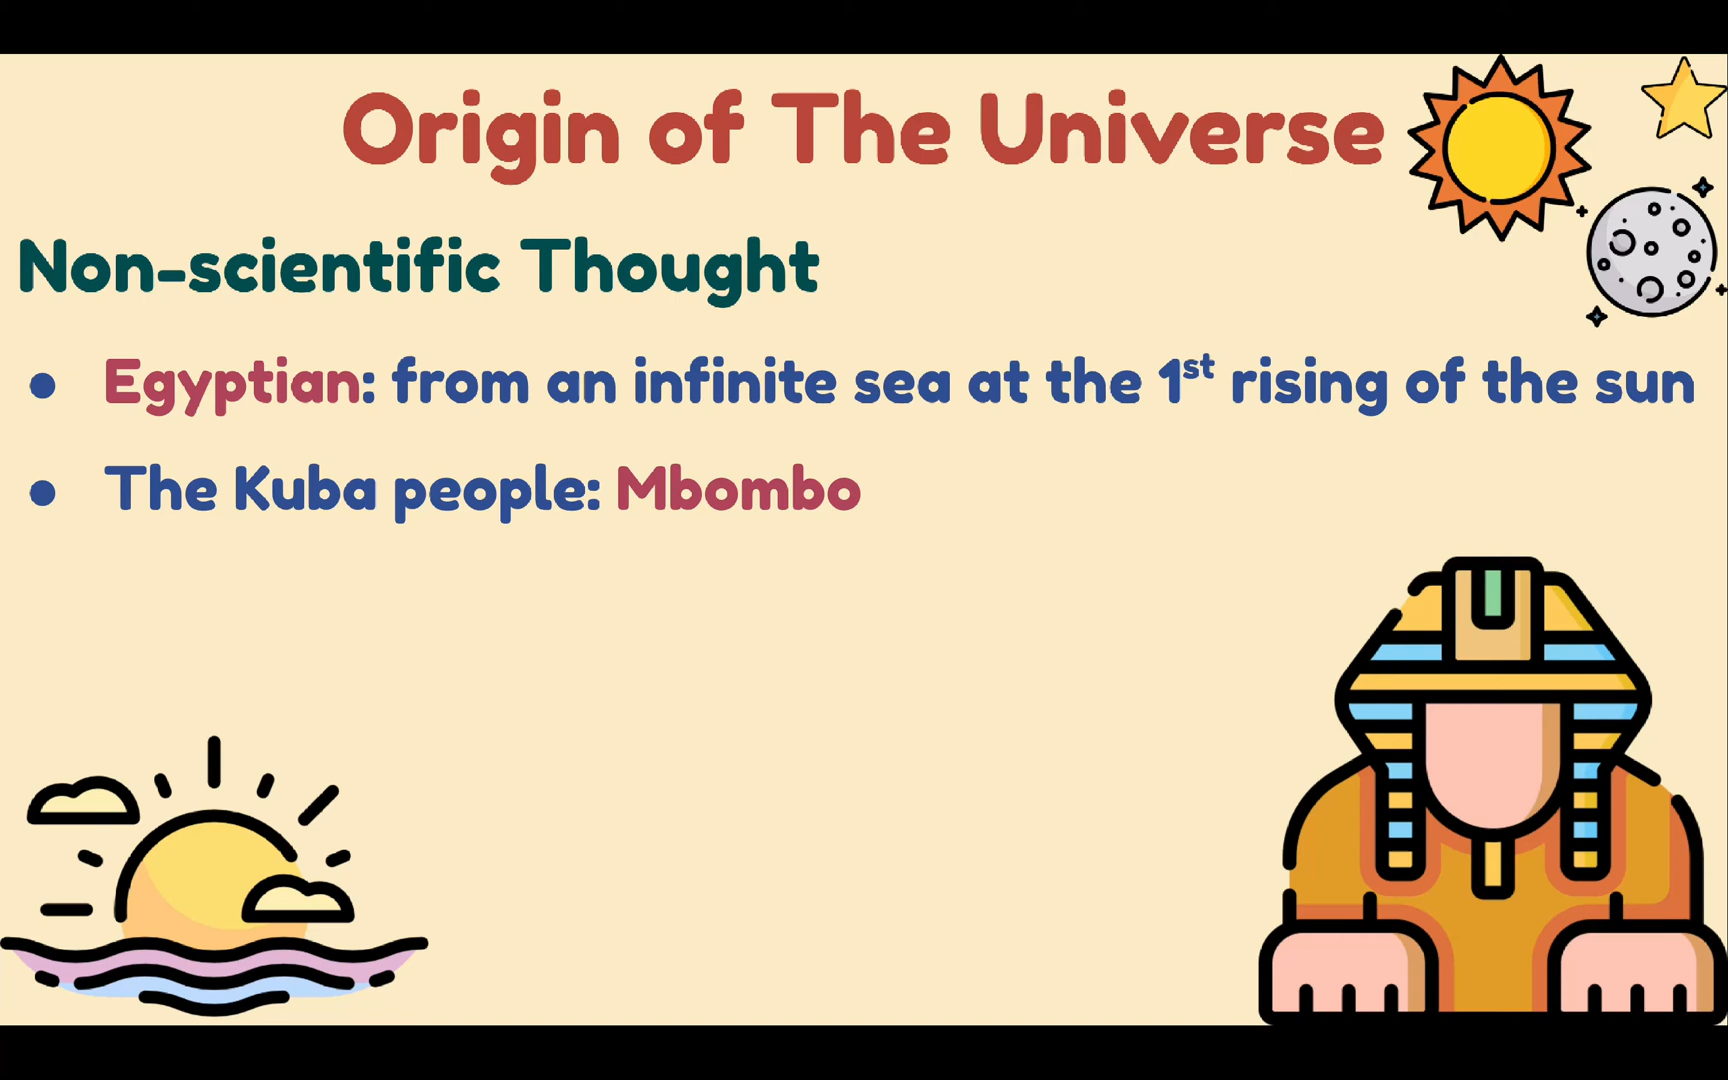 Origin of The Universe
Non-scientific Thought
• Egyptian: from an infinite sea at the 1st rising of the sun
• The Kuba people: Mbombo